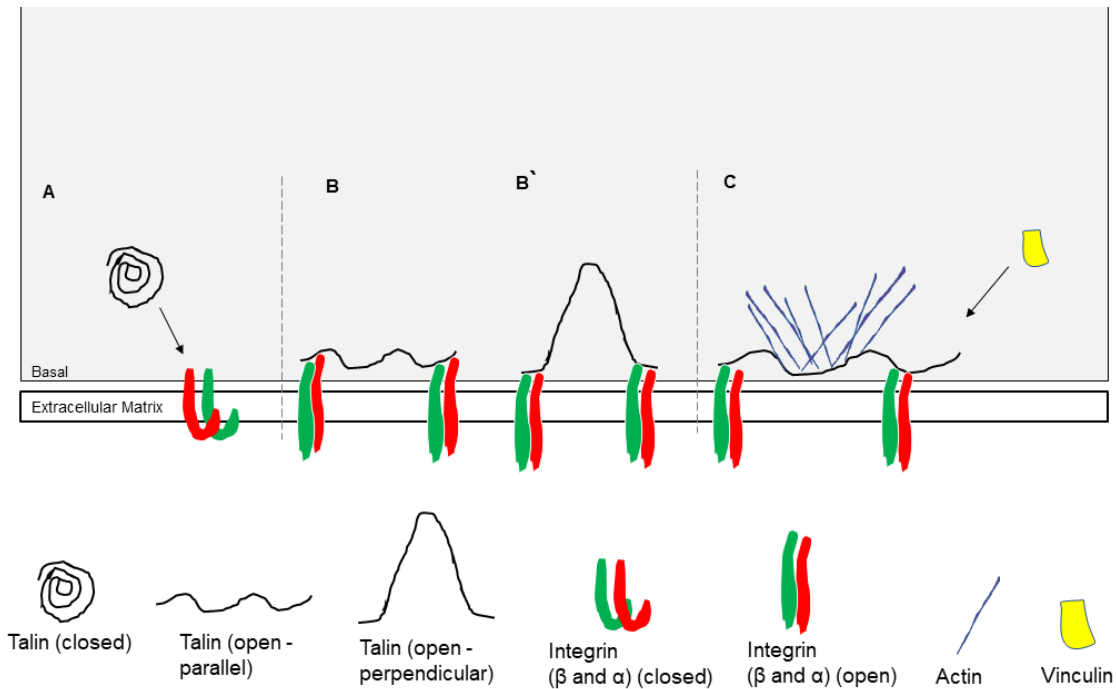 A
B
B`
C
Basal
Extracellular Matrix
Talin (closed)
Talin (open -
parallel)
Talin (open -
perpendicular)
Integrin
(β and α) (closed)
Integrin
(β and α) (open)
Actin
Vinculin